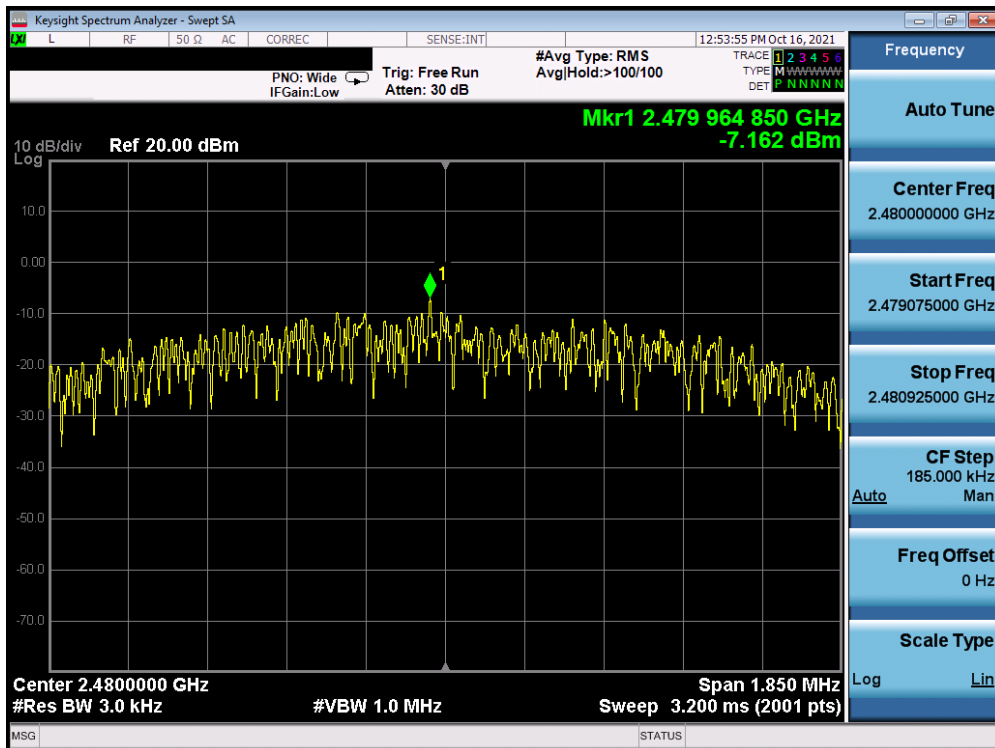 Keysight Spectrum Analyzer - Swept SA
LXI L RF 50 Ω AC CORREC SENSE:INT 12:53:55 PM Oct 16, 2021
PNO: Wide
IFGain:Low
Trig: Free Run
Atten: 30 dB
#Avg Type: RMS
Avg|Hold:>100/100
TRACE 1 2 3 4 5 6
TYPE M WWWWW
DET P N N N N N
Mkr1 2.479 964 850 GHz
-7.162 dBm
10 dB/div Ref 20.00 dBm
Log
10.0
0.00
-10.0
-20.0
-30.0
-40.0
-50.0
-60.0
-70.0
1
Center 2.4800000 GHz Span 1.850 MHz
#Res BW 3.0 kHz #VBW 1.0 MHz Sweep 3.200 ms (2001 pts)
MSG STATUS
Frequency
Auto Tune
Center Freq
2.480000000 GHz
Start Freq
2.479075000 GHz
Stop Freq
2.480925000 GHz
CF Step
185.000 kHz
Auto Man
Freq Offset
0 Hz
Scale Type
Log Lin